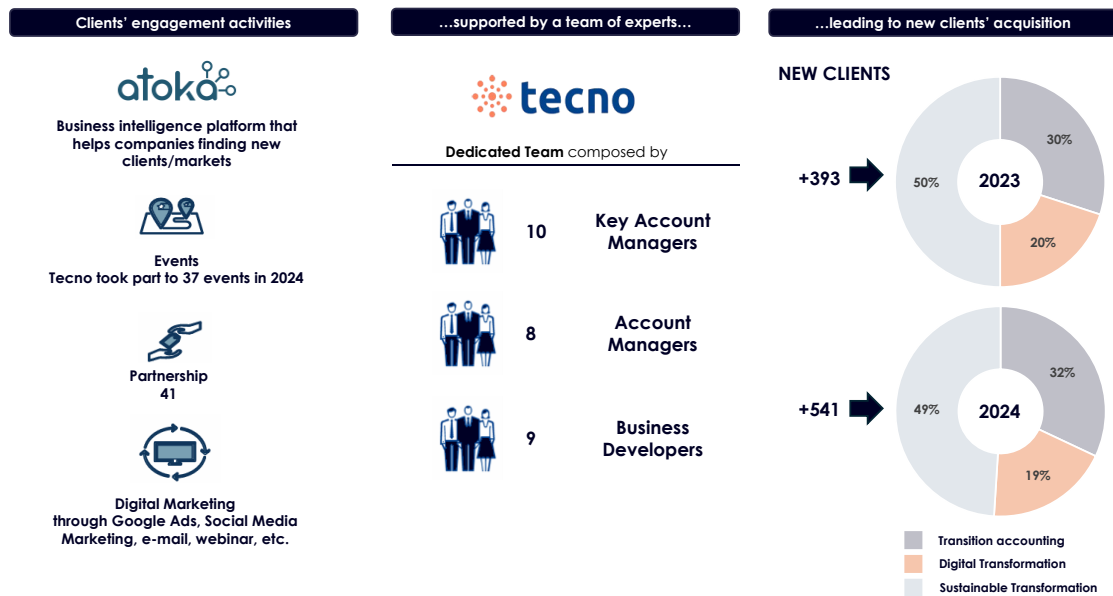 Clients' engagement activities
atoka
Business intelligence platform that
helps companies finding new
clients/markets
Events
Tecno took part to 37 events in 2024
Partnership
41
Digital Marketing
through Google Ads, Social Media
Marketing, e-mail, webinar, etc.
...supported by a team of experts...
tecno
Dedicated Team composed by
10
Key Account
Managers
8
Account
Managers
9
Business
Developers
...leading to new clients' acquisition
NEW CLIENTS
+393
2023
30%
20%
50%
+541
2024
32%
19%
49%
Transition accounting
Digital Transformation
Sustainable Transformation